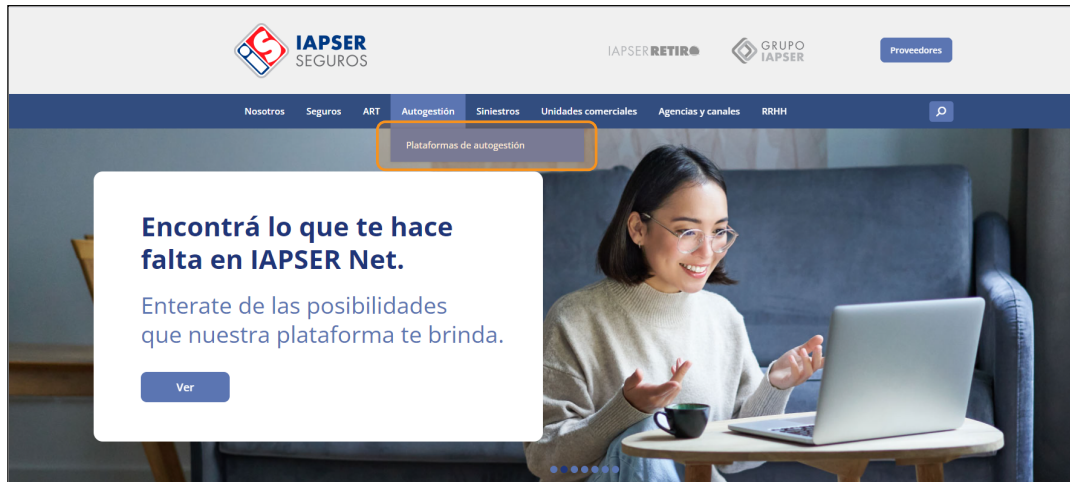 IAPSER
SEGUROS
IAPSER RETIRO
GRUPO
IAPSER
Proveedores
Nosotros Seguros ART Autogestión Siniestros Unidades comerciales Agencias y canales RRHH
Plataformas de autogestión
Encontrá lo que te hace
falta en IAPSER Net.
Enterate de las posibilidades
que nuestra plataforma te brinda.
Ver